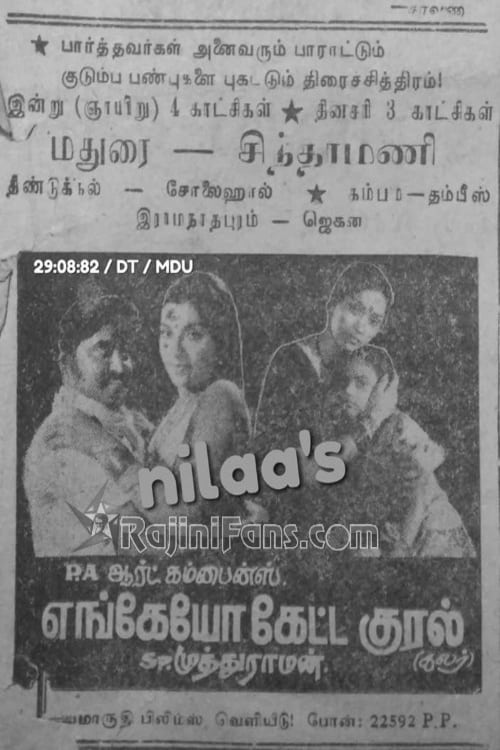 —சரவண
★ பார்த்தவர்கள் அனைவரும் பாராட்டும்
குடும்ப பண்புகளை புகட்டும் திரைச்சித்திரம்!
இன்று (ஞாயிறு) 4 காட்சிகள் ★ தினசரி 3 காட்சிகள்
மதுரை — சிந்தாமணி
திண்டுக்கல் — சோலைஹால் ★ கம்பம்—தம்பீஸ்
இராமநாதபுரம் — ஜெகன்
29:08:82 / DT / MDU
nilaa's
RajiniFans.com
P.A ஆர்ட் கம்பைன்ஸ்.
எங்கேயோ கேட்ட குரல்
S.P. முத்துராமன்.
(கலர்)
மாருதி பிலிம்ஸ் வெளியீடு! போன்: 22592 P.P.